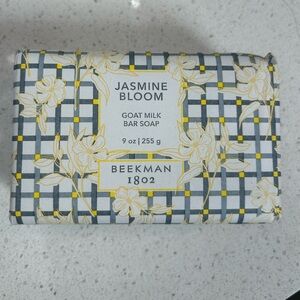 JASMINE
BLOOM
GOAT MILK
BAR SOAP
9 oz | 255 g
BEEKMAN
1802